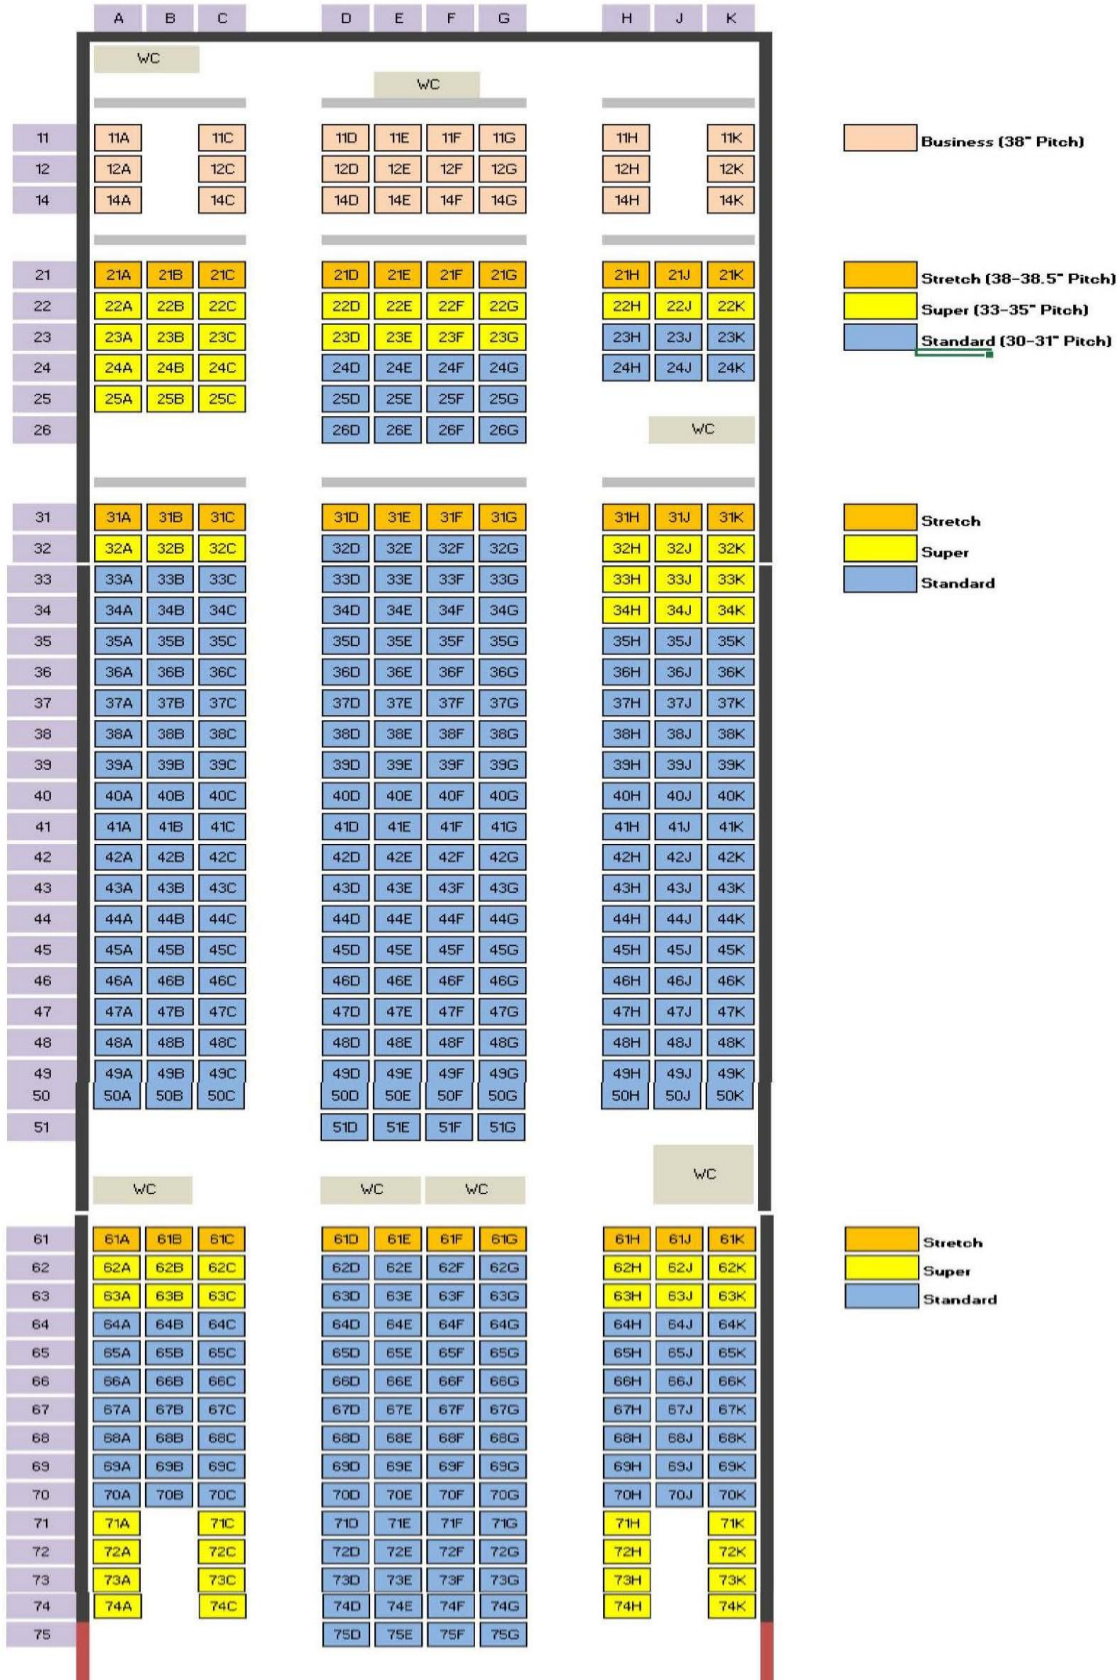 A B C D E F G H J K
WC
WC
11 11A 11C 11D 11E 11F 11G 11H 11K Business (38" Pitch)
12 12A 12C 12D 12E 12F 12G 12H 12K
14 14A 14C 14D 14E 14F 14G 14H 14K
21 21A 21B 21C 21D 21E 21F 21G 21H 21J 21K Stretch (38-38.5" Pitch)
22 22A 22B 22C 22D 22E 22F 22G 22H 22J 22K Super (33-35" Pitch)
23 23A 23B 23C 23D 23E 23F 23G 23H 23J 23K Standard (30-31" Pitch)
24 24A 24B 24C 24D 24E 24F 24G 24H 24J 24K
25 25A 25B 25C 25D 25E 25F 25G
26 26D 26E 26F 26G WC
31 31A 31B 31C 31D 31E 31F 31G 31H 31J 31K Stretch
32 32A 32B 32C 32D 32E 32F 32G 32H 32J 32K Super
33 33A 33B 33C 33D 33E 33F 33G 33H 33J 33K Standard
34 34A 34B 34C 34D 34E 34F 34G 34H 34J 34K
35 35A 35B 35C 35D 35E 35F 35G 35H 35J 35K
36 36A 36B 36C 36D 36E 36F 36G 36H 36J 36K
37 37A 37B 37C 37D 37E 37F 37G 37H 37J 37K
38 38A 38B 38C 38D 38E 38F 38G 38H 38J 38K
39 39A 39B 39C 39D 39E 39F 39G 39H 39J 39K
40 40A 40B 40C 40D 40E 40F 40G 40H 40J 40K
41 41A 41B 41C 41D 41E 41F 41G 41H 41J 41K
42 42A 42B 42C 42D 42E 42F 42G 42H 42J 42K
43 43A 43B 43C 43D 43E 43F 43G 43H 43J 43K
44 44A 44B 44C 44D 44E 44F 44G 44H 44J 44K
45 45A 45B 45C 45D 45E 45F 45G 45H 45J 45K
46 46A 46B 46C 46D 46E 46F 46G 46H 46J 46K
47 47A 47B 47C 47D 47E 47F 47G 47H 47J 47K
48 48A 48B 48C 48D 48E 48F 48G 48H 48J 48K
49 49A 49B 49C 49D 49E 49F 49G 49H 49J 49K
50 50A 50B 50C 50D 50E 50F 50G 50H 50J 50K
51 51D 51E 51F 51G
WC WC WC WC
61 61A 61B 61C 61D 61E 61F 61G 61H 61J 61K Stretch
62 62A 62B 62C 62D 62E 62F 62G 62H 62J 62K Super
63 63A 63B 63C 63D 63E 63F 63G 63H 63J 63K Standard
64 64A 64B 64C 64D 64E 64F 64G 64H 64J 64K
65 65A 65B 65C 65D 65E 65F 65G 65H 65J 65K
66 66A 66B 66C 66D 66E 66F 66G 66H 66J 66K
67 67A 67B 67C 67D 67E 67F 67G 67H 67J 67K
68 68A 68B 68C 68D 68E 68F 68G 68H 68J 68K
69 69A 69B 69C 69D 69E 69F 69G 69H 69J 69K
70 70A 70B 70C 70D 70E 70F 70G 70H 70J 70K
71 71A 71C 71D 71E 71F 71G 71H 71K
72 72A 72C 72D 72E 72F 72G 72H 72K
73 73A 73C 73D 73E 73F 73G 73H 73K
74 74A 74C 74D 74E 74F 74G 74H 74K
75 75D 75E 75F 75G